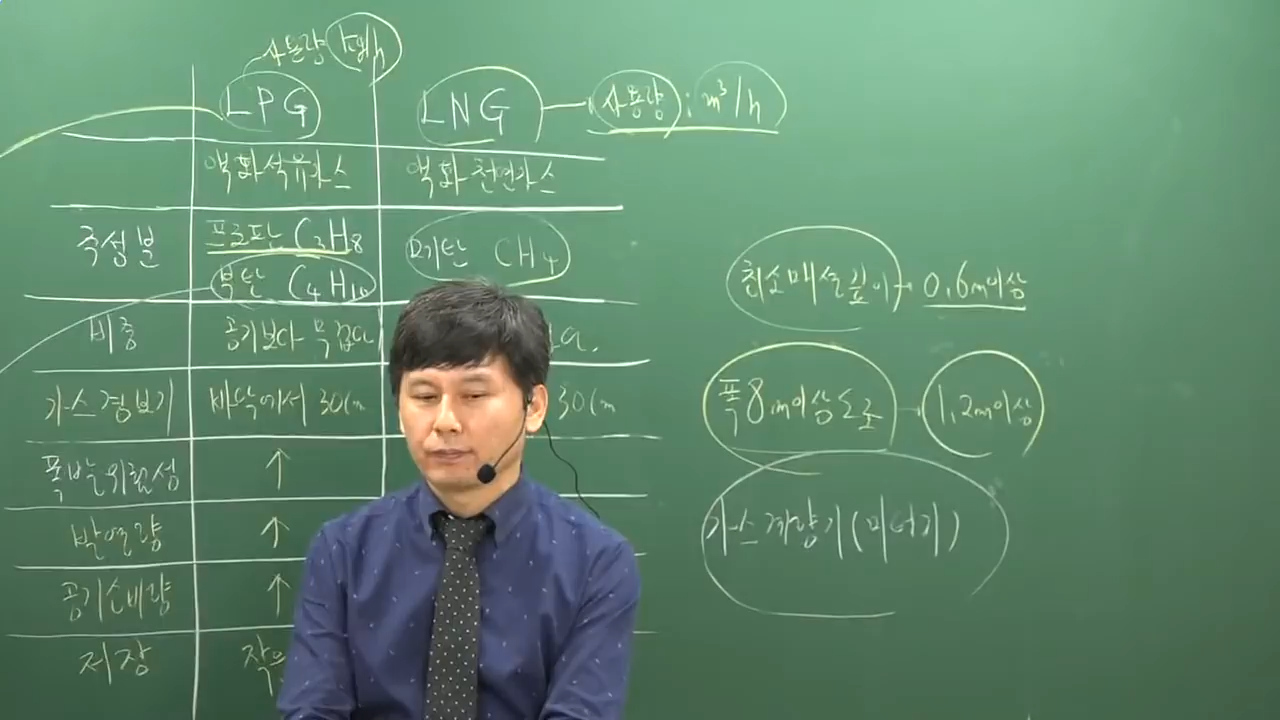 사용량 kg/h
LPG LNG 사용량 : m³/h
액화석유가스 액화천연가스
주성분 프로판 C3H8 메탄 CH4
부탄 C4H10
최소매설깊이 0.6m이상
비중 공기보다 무겁다 다.
가스경보기 바닥에서 30cm 30cm
폭 8m이상도로 1.2m이상
폭발위험성 ↑
발열량 ↑
가스계량기(미터기)
공기소비량 ↑
저장 작은